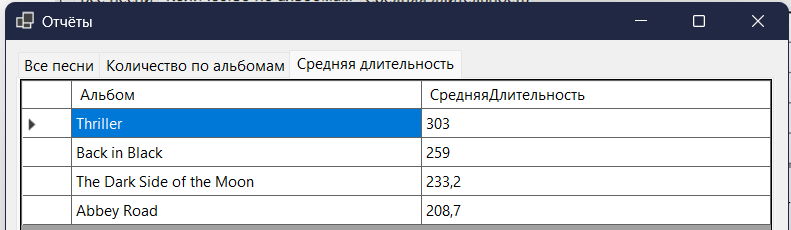 Отчёты
Все песни Количество по альбомам Средняя длительность
Альбом СредняяДлительность
Thriller 303
Back in Black 259
The Dark Side of the Moon 233,2
Abbey Road 208,7